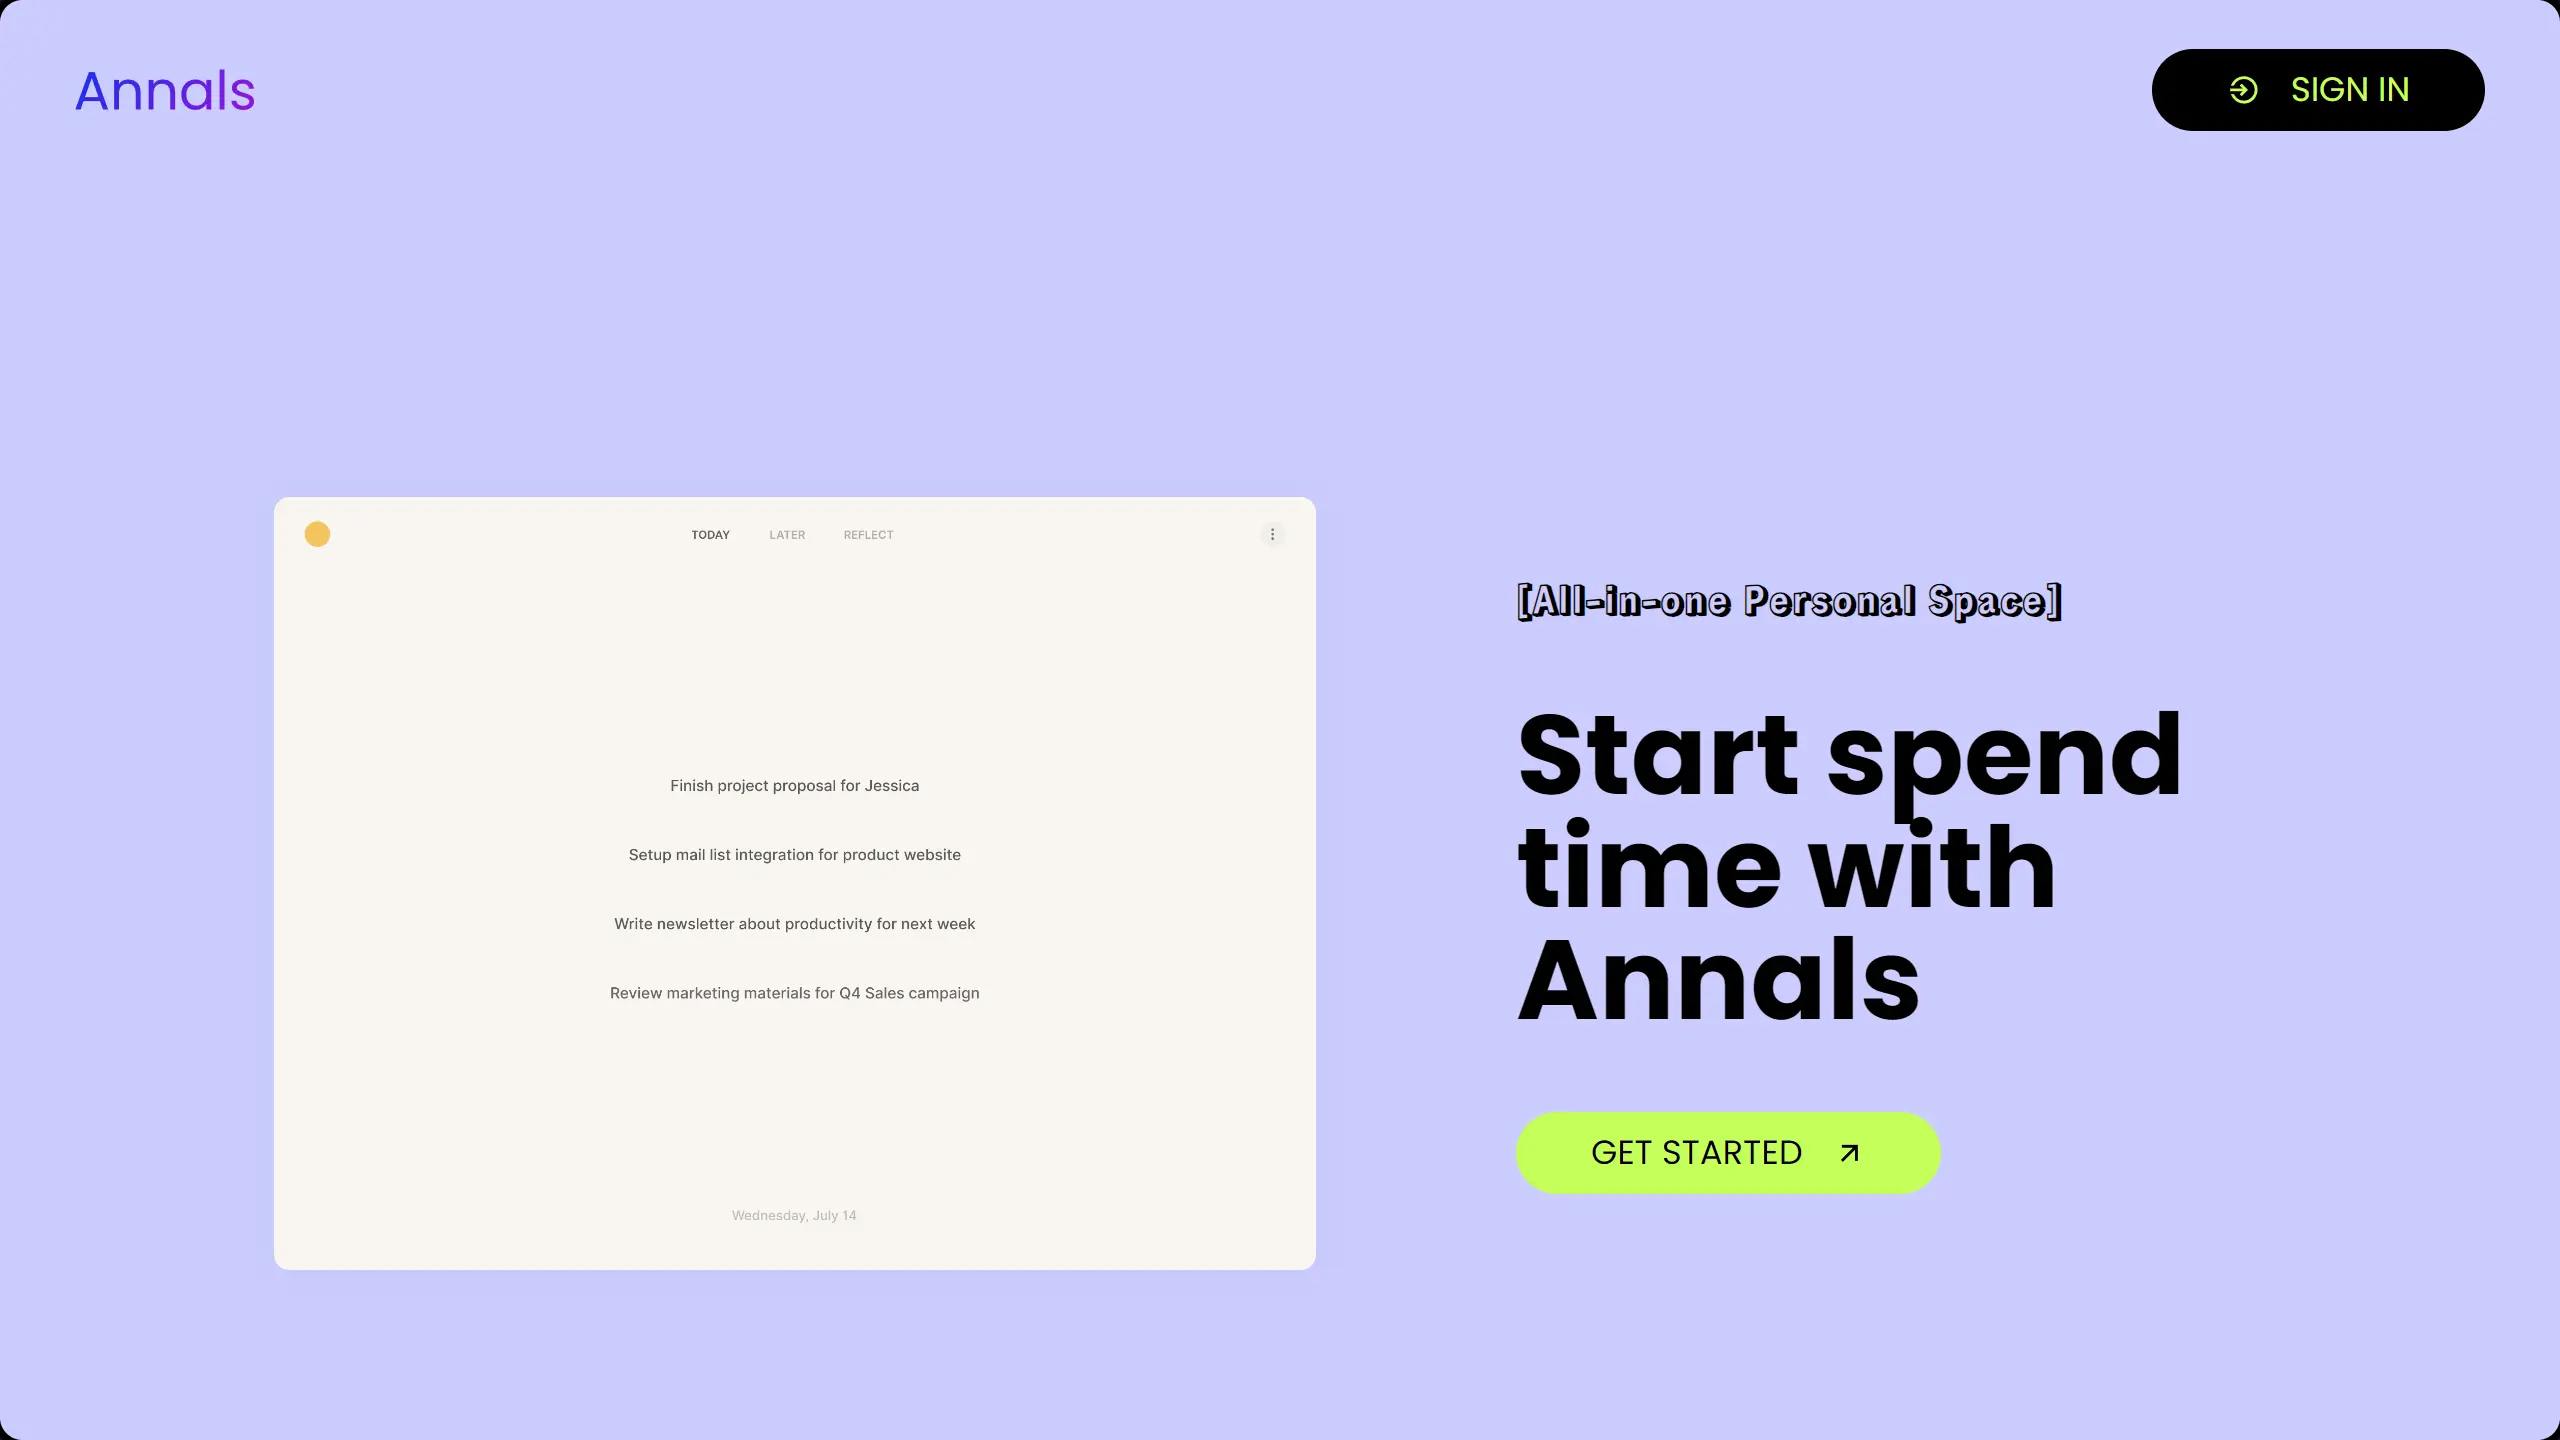 Annals
SIGN IN
TODAY LATER REFLECT
Finish project proposal for Jessica
Setup mail list integration for product website
Write newsletter about productivity for next week
Review marketing materials for Q4 Sales campaign
Wednesday, July 14
[All-in-one Personal Space]
Start spend
time with
Annals
GET STARTED